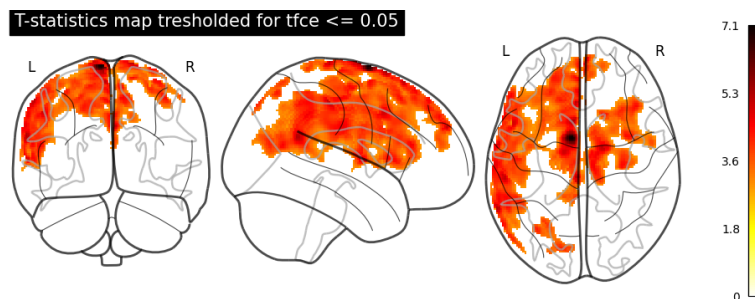 T-statistics map tresholded for tfce <= 0.05
L
R
L
R
7.1
5.3
3.6
1.8
0